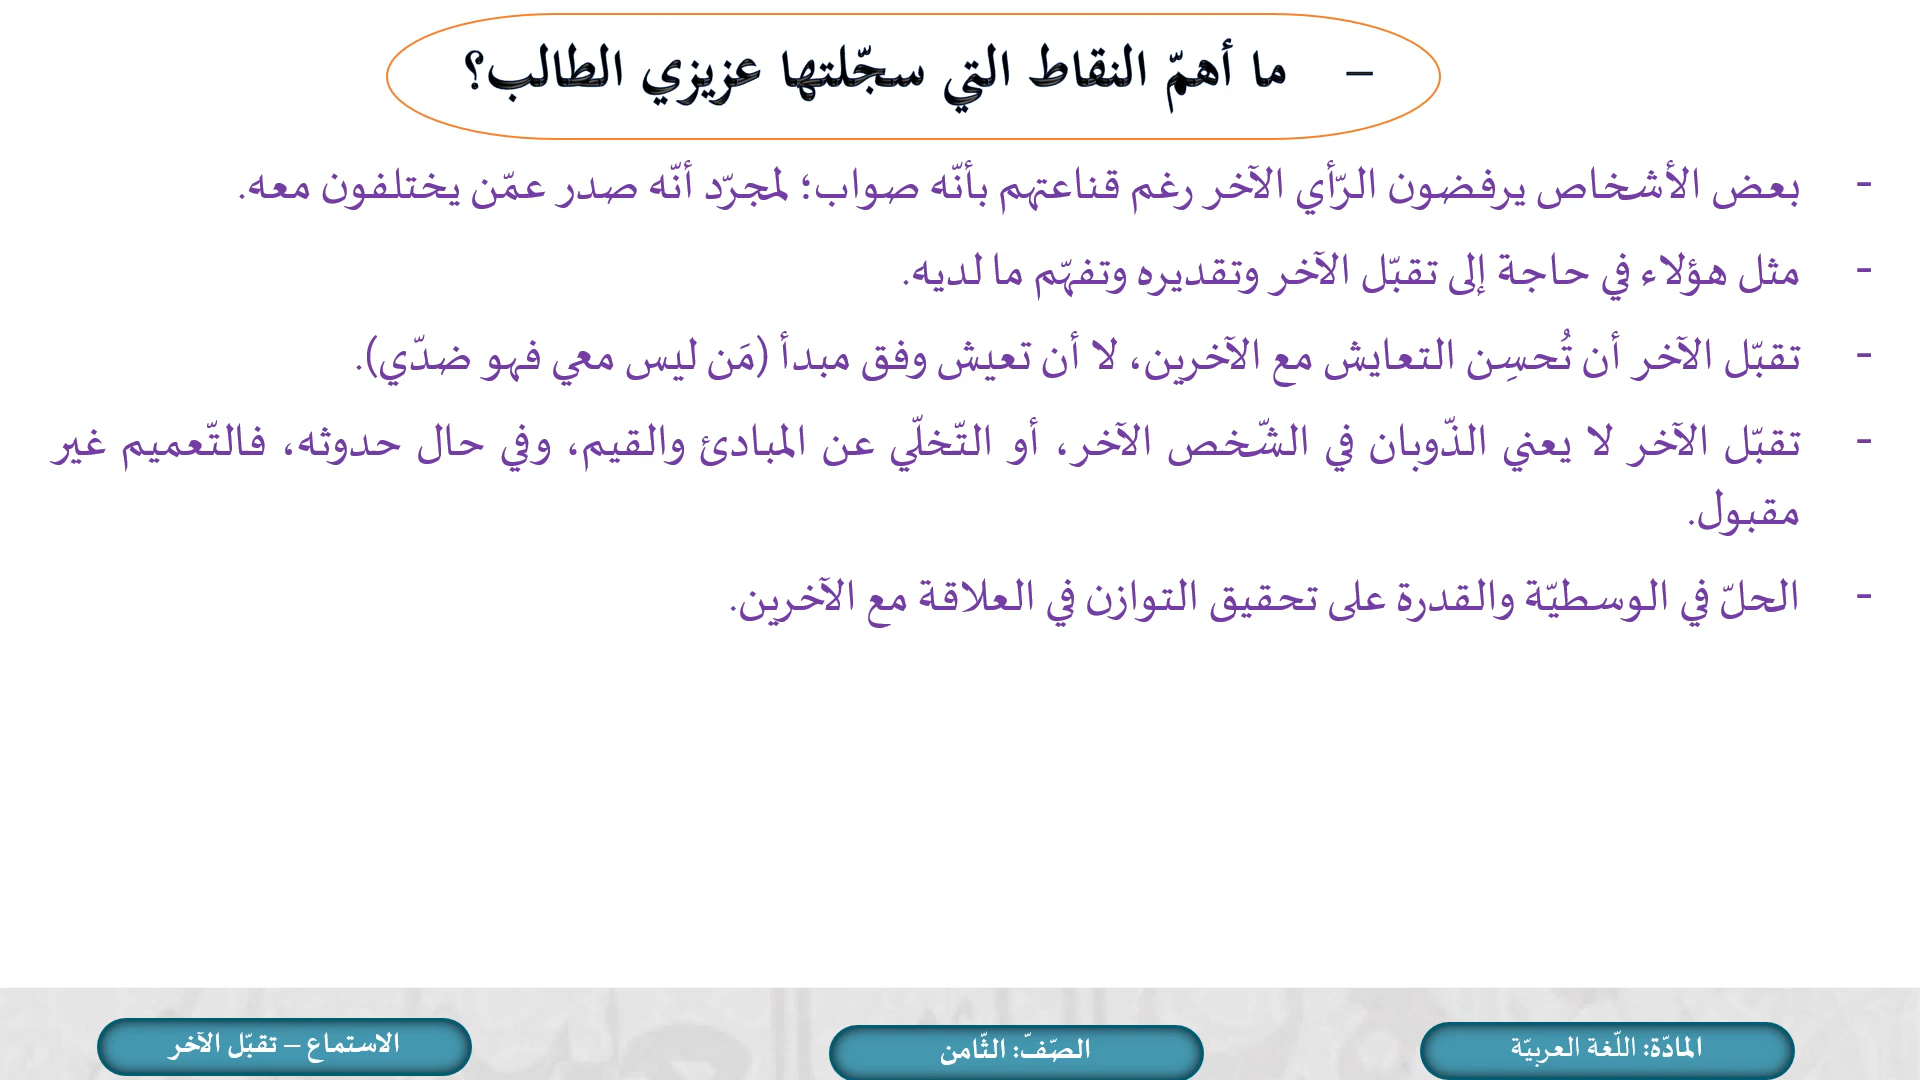 - ما أهمّ النقاط التي سجّلتها عزيزي الطالب؟
- بعض الأشخاص يرفضون الرّأي الآخر رغم قناعتهم بأنّه صواب؛ لمجرّد أنّه صدر عمّن يختلفون معه.
- مثل هؤلاء في حاجة إلى تقبّل الآخر وتقديره وتفهّم ما لديه.
- تقبّل الآخر أن تُحسِن التعايش مع الآخرين، لا أن تعيش وفق مبدأ (مَن ليس معي فهو ضدّي).
- تقبّل الآخر لا يعني الذّوبان في الشّخص الآخر، أو التّخلّي عن المبادئ والقيم، وفي حال حدوثه، فالتّعميم غير
مقبول.
- الحلّ في الوسطيّة والقدرة على تحقيق التوازن في العلاقة مع الآخرين.
المادّة: اللّغة العربيّة
الصّفّ: الثّامن
الاستماع – تقبّل الآخر